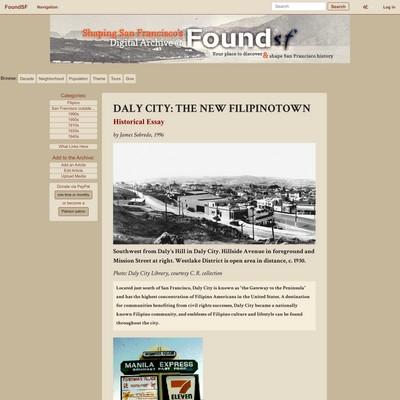 FoundSF
Navigation
Search
Log in
Shaping San Francisco's
Digital Archive @
Found sf
Your place to discover & shape San Francisco history
Browse:
Decade
Neighborhood
Population
Theme
Tours
Give
Categories:
Filipino
San Francisco outside...
1990s
1900s
1910s
1930s
1940s
What Links Here
Add to the Archive:
Add an Article
Edit Article
Upload Media
Donate via PayPal
one time or monthly
or become a
Patreon patron
DALY CITY: THE NEW FILIPINOTOWN
Historical Essay
by James Sobredo, 1996
Southwest from Daly's Hill in Daly City. Hillside Avenue in foreground and
Mission Street at right. Westlake District is open area in distance, c. 1930.
Photo: Daly City Library, courtesy C. R. collection
Located just south of San Francisco, Daly City is known as "the Gateway to the Peninsula"
and has the highest concentration of Filipino Americans in the United States. A destination
for communities benefiting from civil rights successes, Daly City became a nationally
known Filipino community, and emblems of Filipino culture and lifestyle can be found
throughout the city.
MANILA EXPRESS
7
ELEVEN